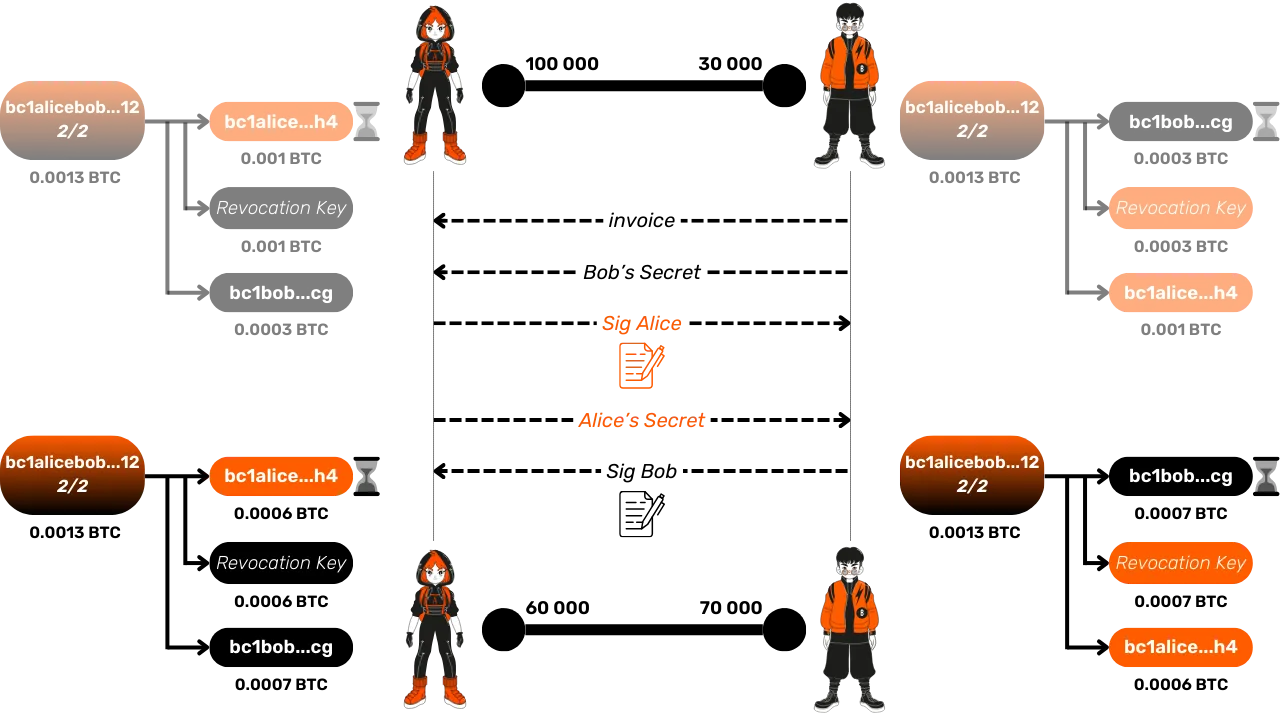 100 000
30 000
bc1alicebob...12
2/2
0.0013 BTC
bc1alice...h4
0.001 BTC
Revocation Key
0.001 BTC
bc1bob...cg
0.0003 BTC
bc1alicebob...12
2/2
0.0013 BTC
bc1bob...cg
0.0003 BTC
Revocation Key
0.0003 BTC
bc1alice...h4
0.001 BTC
invoice
Bob's Secret
Sig Alice
Alice's Secret
Sig Bob
bc1alicebob...12
2/2
0.0013 BTC
bc1alice...h4
0.0006 BTC
Revocation Key
0.0006 BTC
bc1bob...cg
0.0007 BTC
60 000
70 000
bc1alicebob...12
2/2
0.0013 BTC
bc1bob...cg
0.0007 BTC
Revocation Key
0.0007 BTC
bc1alice...h4
0.0006 BTC